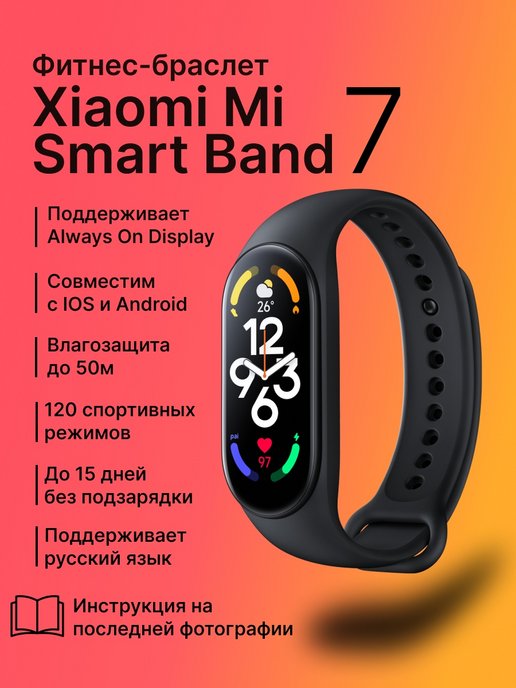 Фитнес-браслет
Xiaomi Mi
Smart Band 7
Поддерживает
Always On Display
Совместим
с IOS и Android
Влагозащита
до 50м
120 спортивных
режимов
До 15 дней
без подзарядки
Поддерживает
русский язык
Инструкция на
последней фотографии
26°
12
9 3
6
pai
97